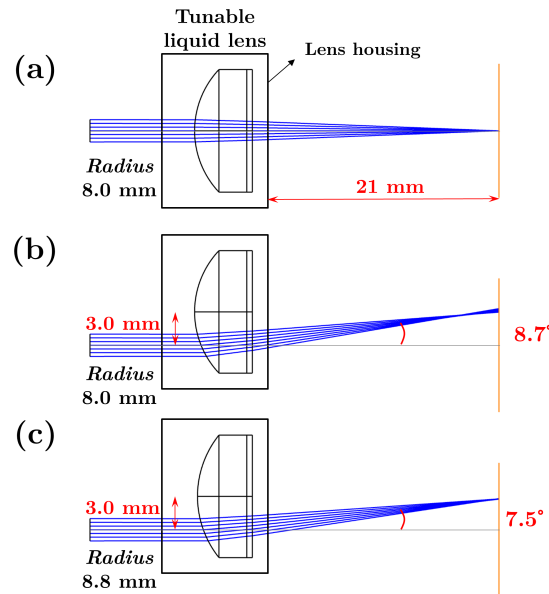 Tunable
liquid lens
Lens housing
(a)
Radius
8.0 mm
21 mm
(b)
3.0 mm
8.7°
Radius
8.0 mm
(c)
3.0 mm
7.5°
Radius
8.8 mm